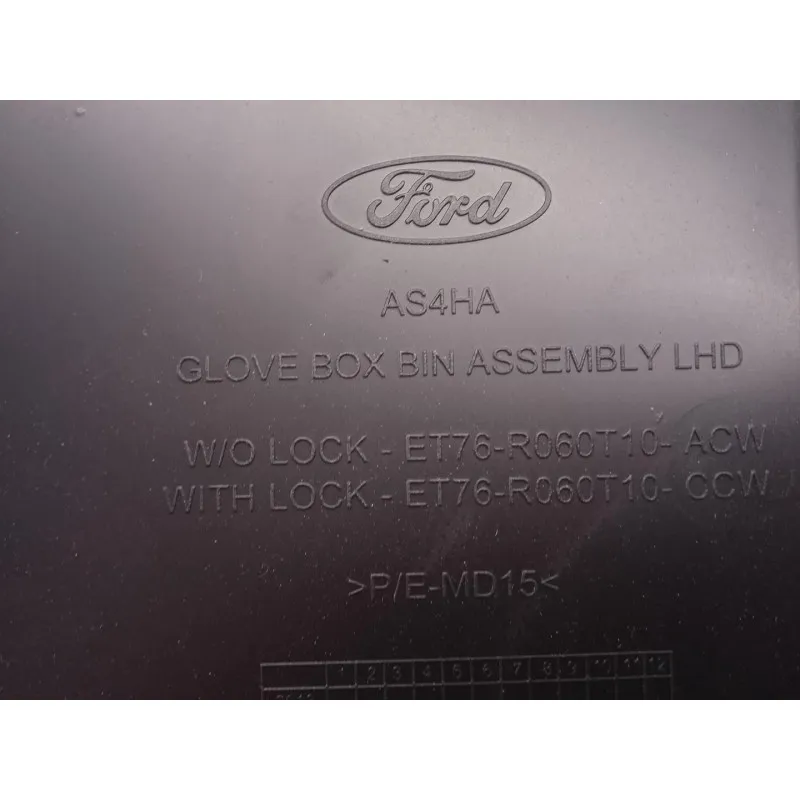 Ford
AS4HA
GLOVE BOX BIN ASSEMBLY LHD
W/O LOCK - ET76-R060T10- ACW
WITH LOCK - ET76-R060T10- CCW
>P/E-MD15<
1 2 3 4 5 6 7 8 9 10 11 12